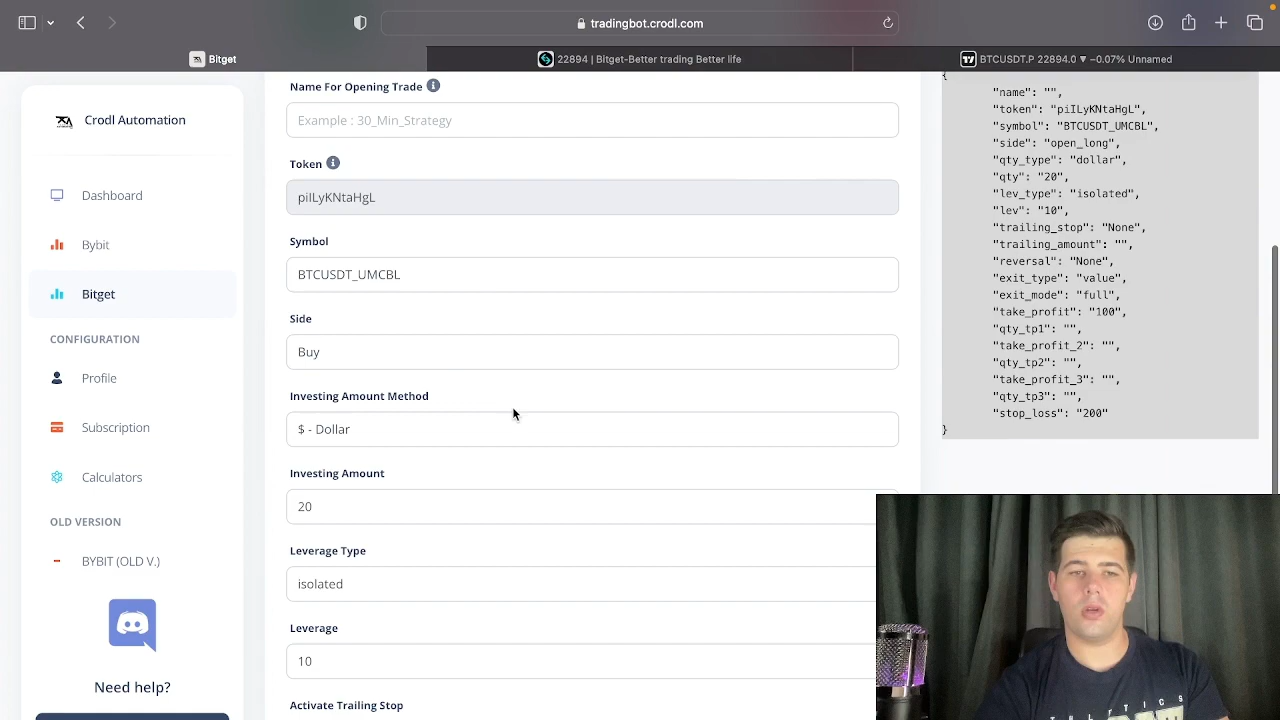 tradingbot.crodl.com
Bitget
22894 | Bitget-Better trading Better life
BTCUSDT.P 22894.0 ▼ −0.07% Unnamed
Crodl Automation
Dashboard
Bybit
Bitget
CONFIGURATION
Profile
Subscription
Calculators
OLD VERSION
BYBIT (OLD V.)
Need help?
Name For Opening Trade
Example : 30_Min_Strategy
Token
piILyKNtaHgL
Symbol
BTCUSDT_UMCBL
Side
Buy
Investing Amount Method
$ - Dollar
Investing Amount
20
Leverage Type
isolated
Leverage
10
Activate Trailing Stop
{
"name": "",
"token": "piILyKNtaHgL",
"symbol": "BTCUSDT_UMCBL",
"side": "open_long",
"qty_type": "dollar",
"qty": "20",
"lev_type": "isolated",
"lev": "10",
"trailing_stop": "None",
"trailing_amount": "",
"reversal": "None",
"exit_type": "value",
"exit_mode": "full",
"take_profit": "100",
"qty_tp1": "",
"take_profit_2": "",
"qty_tp2": "",
"take_profit_3": "",
"qty_tp3": "",
"stop_loss": "200"
}